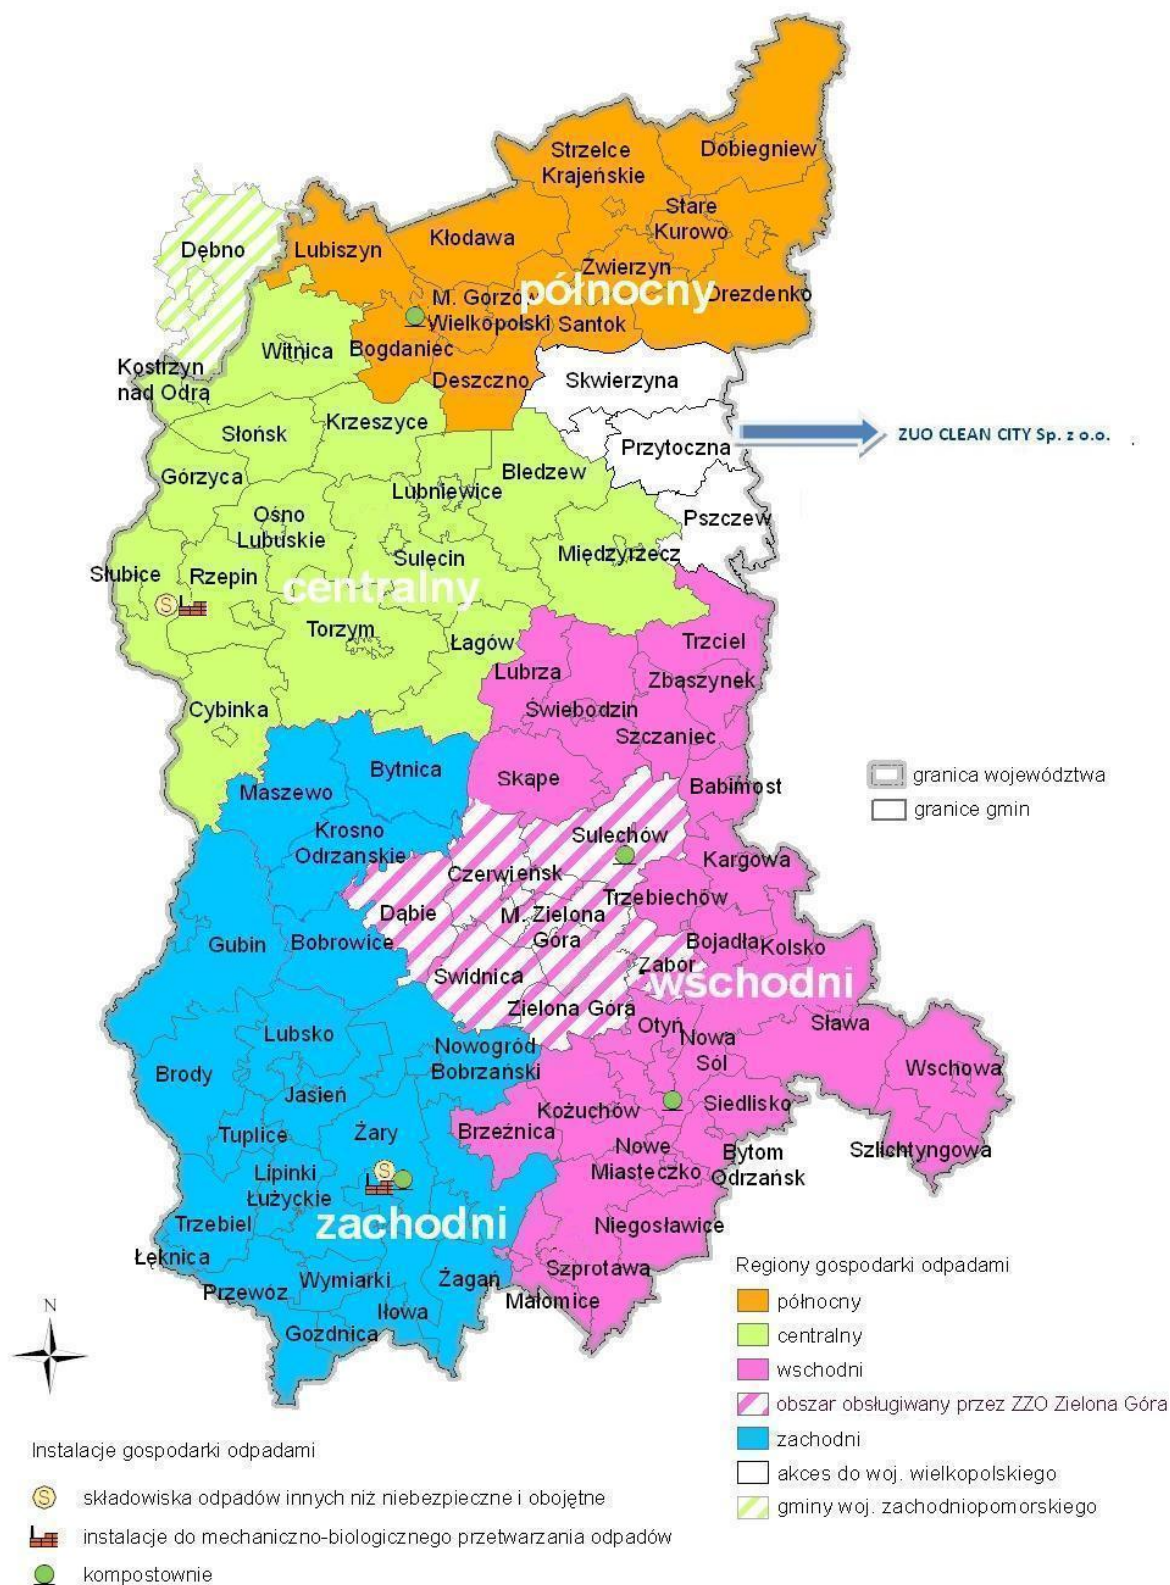 Strzelce
Krajeńskie
Dobiegniew
Stare
Kurowo
Dębno
Lubiszyn
Kłodawa
Zwierzyn
północny
Drezdenko
M. Gorzów
Wielkopolski
Santok
Witnica
Bogdaniec
Kostrzyn
nad Odrą
Deszczno
Skwierzyna
Krzeszyce
Słońsk
Przytoczna
ZUO CLEAN CITY Sp. z o.o.
Górzyca
Lubniewice
Bledzew
Ośno
Lubuskie
Pszczew
Sulęcin
Międzyrzecz
Słubice
Rzepin
centralny
S
Torzym
Łagów
Trzciel
Lubrza
Zbąszynek
Cybinka
Świebodzin
Szczaniec
Bytnica
Skąpe
Babimost
granica województwa
Maszewo
granice gmin
Krosno
Odrzanskie
Sulechów
Kargowa
Czerwieńsk
Trzebiechów
Dąbie
M. Zielona
Góra
Gubin
Bobrowice
Bojadła
Kolsko
Świdnica
Zabór
wschodni
Zielona Góra
Otyń
Sława
Lubsko
Nowa
Sól
Nowogród
Bobrzański
Brody
Wschowa
Jasień
Kożuchów
Siedlisko
Tuplice
Żary
Brzeźnica
Nowe
Miasteczko
Bytom
Odrzańsk
Szlichtyngowa
Lipinki
Łużyckie
S
Trzebiel
zachodni
Niegosławice
Łęknica
Przewóz
Wymiarki
Żagań
Szprotawa
Małomice
Iłowa
Gozdnica
N
Regiony gospodarki odpadami
północny
centralny
wschodni
obszar obsługiwany przez ZZO Zielona Góra
zachodni
akces do woj. wielkopolskiego
gminy woj. zachodniopomorskiego
Instalacje gospodarki odpadami
S składowiska odpadów innych niż niebezpieczne i obojętne
instalacje do mechaniczno-biologicznego przetwarzania odpadów
kompostownie